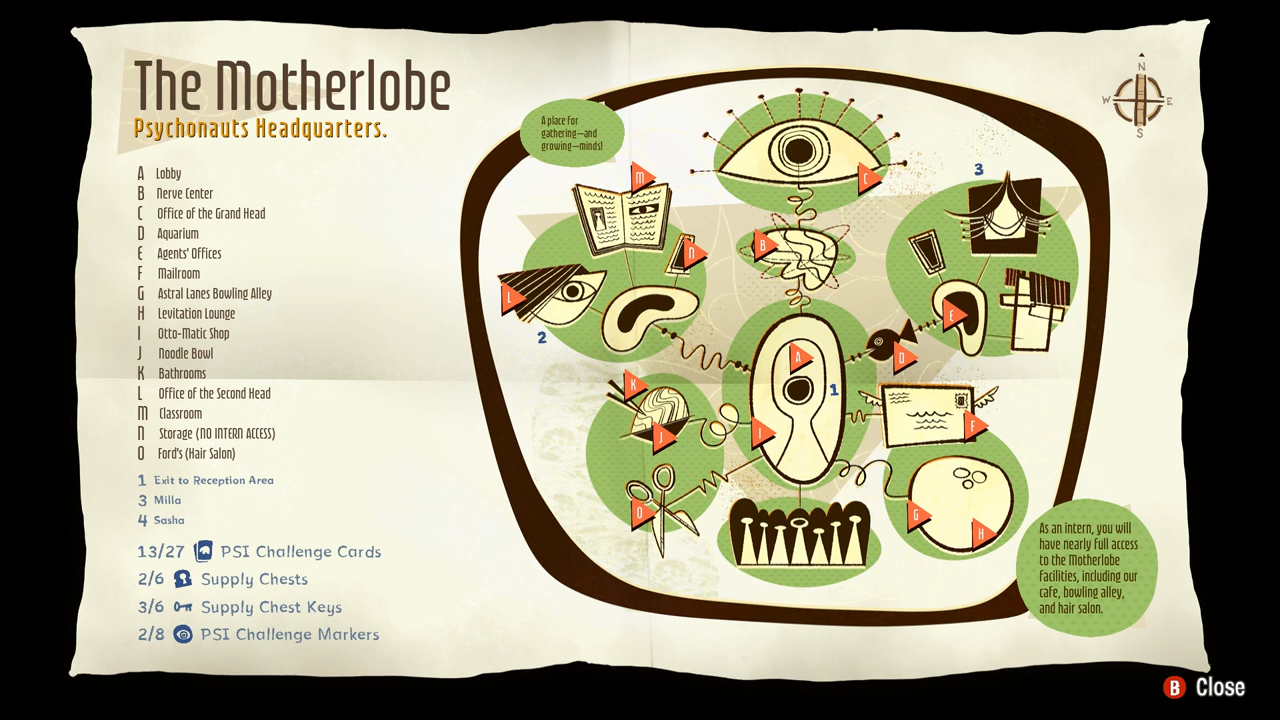 The Motherlobe
Psychonauts Headquarters.
A Lobby
B Nerve Center
C Office of the Grand Head
D Aquarium
E Agents' Offices
F Mailroom
G Astral Lanes Bowling Alley
H Levitation Lounge
I Otto-Matic Shop
J Noodle Bowl
K Bathrooms
L Office of the Second Head
M Classroom
N Storage (NO INTERN ACCESS)
O Ford's (Hair Salon)
1 Exit to Reception Area
3 Milla
4 Sasha
13/27 PSI Challenge Cards
2/6 Supply Chests
3/6 Supply Chest Keys
2/8 PSI Challenge Markers
A place for
gathering—and
growing—minds!
N
W E
S
3
M
C
B
N
L
2
E
A
D
1
K
J
I
F
O
G
H
As an intern, you will
have nearly full access
to the Motherlobe
facilities, including our
cafe, bowling alley,
and hair salon.
B Close